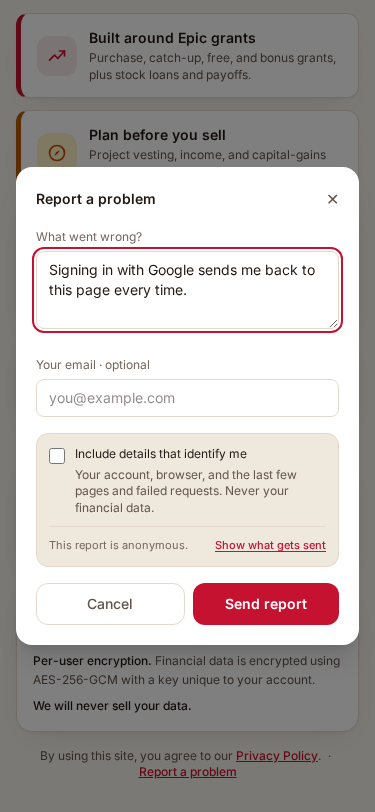 Built around Epic grants
Purchase, catch-up, free, and bonus grants,
plus stock loans and payoffs.
Plan before you sell
Project vesting, income, and capital-gains
Report a problem
✕
What went wrong?
Signing in with Google sends me back to
this page every time.
Your email · optional
you@example.com
Include details that identify me
Your account, browser, and the last few
pages and failed requests. Never your
financial data.
This report is anonymous. Show what gets sent
Cancel Send report
Per-user encryption. Financial data is encrypted using
AES-256-GCM with a key unique to your account.
We will never sell your data.
By using this site, you agree to our Privacy Policy. ·
Report a problem